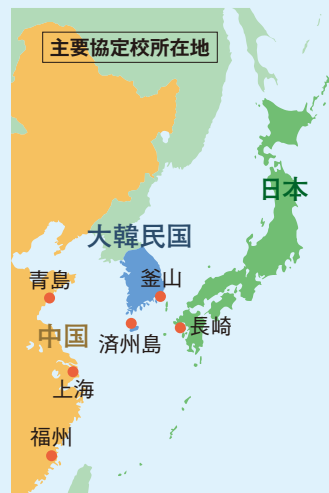 主要協定校所在地
日本
大韓民国
釜山
青島
長崎
中国
済州島
上海
福州